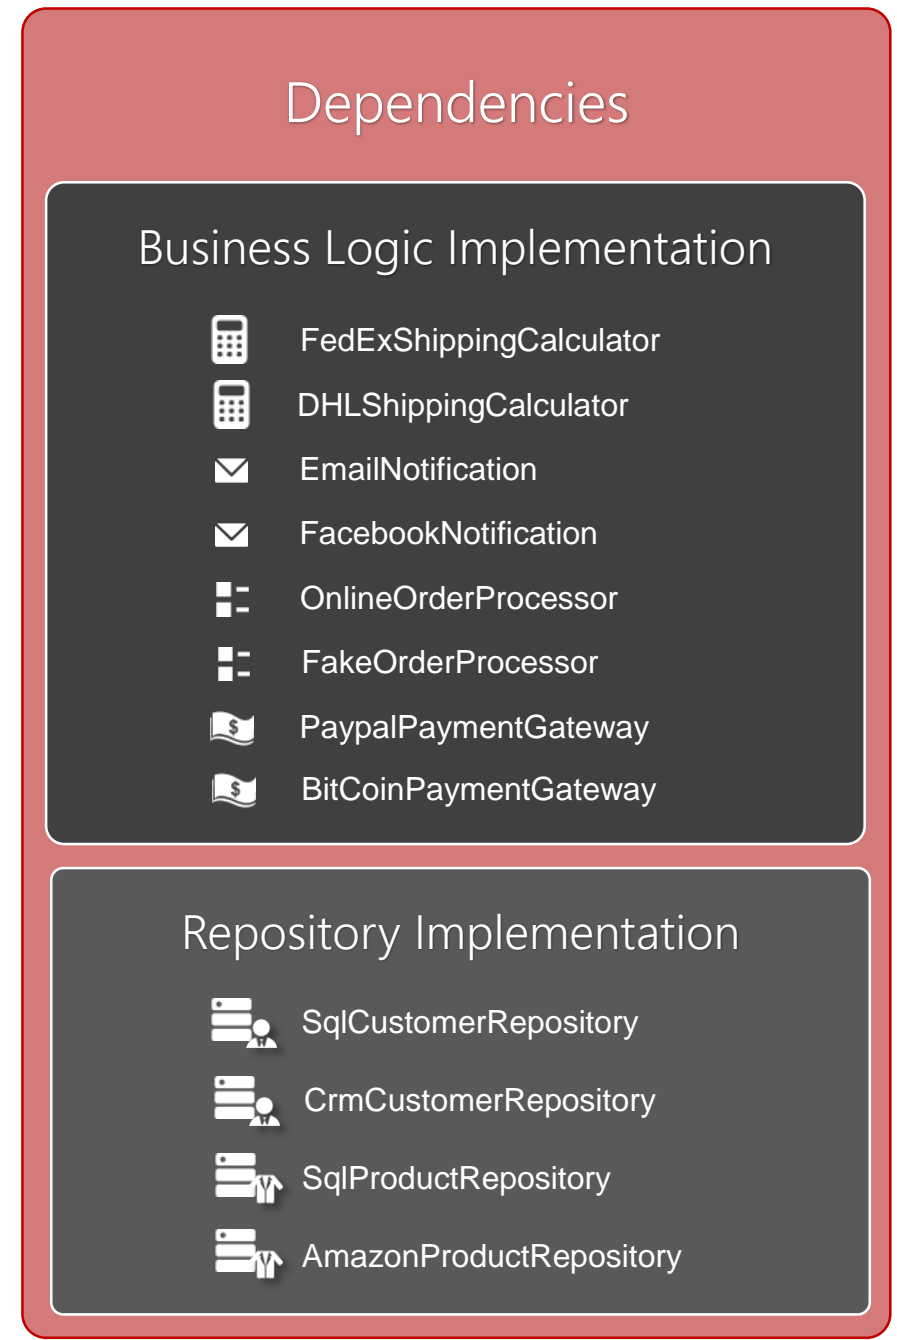 Dependencies
Business Logic Implementation
FedExShippingCalculator
DHLShippingCalculator
EmailNotification
FacebookNotification
OnlineOrderProcessor
FakeOrderProcessor
$ PaypalPaymentGateway
$ BitCoinPaymentGateway
Repository Implementation
SqlCustomerRepository
CrmCustomerRepository
SqlProductRepository
AmazonProductRepository